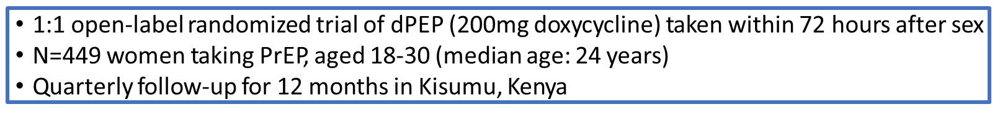 • 1:1 open-label randomized trial of dPEP (200mg doxycycline) taken within 72 hours after sex
• N=449 women taking PrEP, aged 18-30 (median age: 24 years)
• Quarterly follow-up for 12 months in Kisumu, Kenya